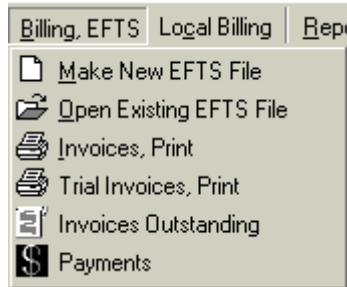 Billing, EFTS Local Billing
Make New EFTS File
Open Existing EFTS File
Invoices, Print
Trial Invoices, Print
Invoices Outstanding
Payments